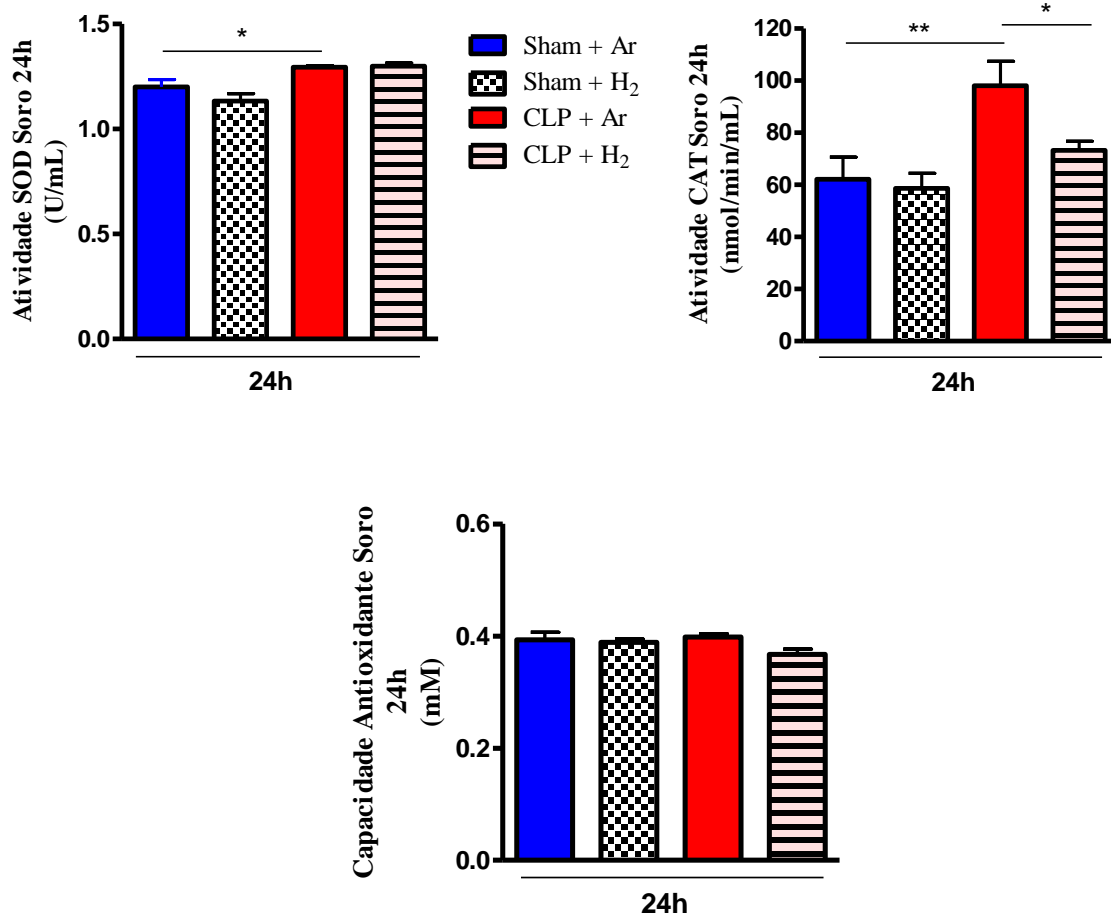 Atividade SOD Soro 24h
(U/mL)
1.5
1.0
0.5
0.0
*
24h
Sham + Ar
Sham + H₂
CLP + Ar
CLP + H₂
Atividade CAT Soro 24h
(nmol/min/mL)
120
100
80
60
40
20
0
**
*
24h
Capacidade Antioxidante Soro
24h
(mM)
0.6
0.4
0.2
0.0
24h